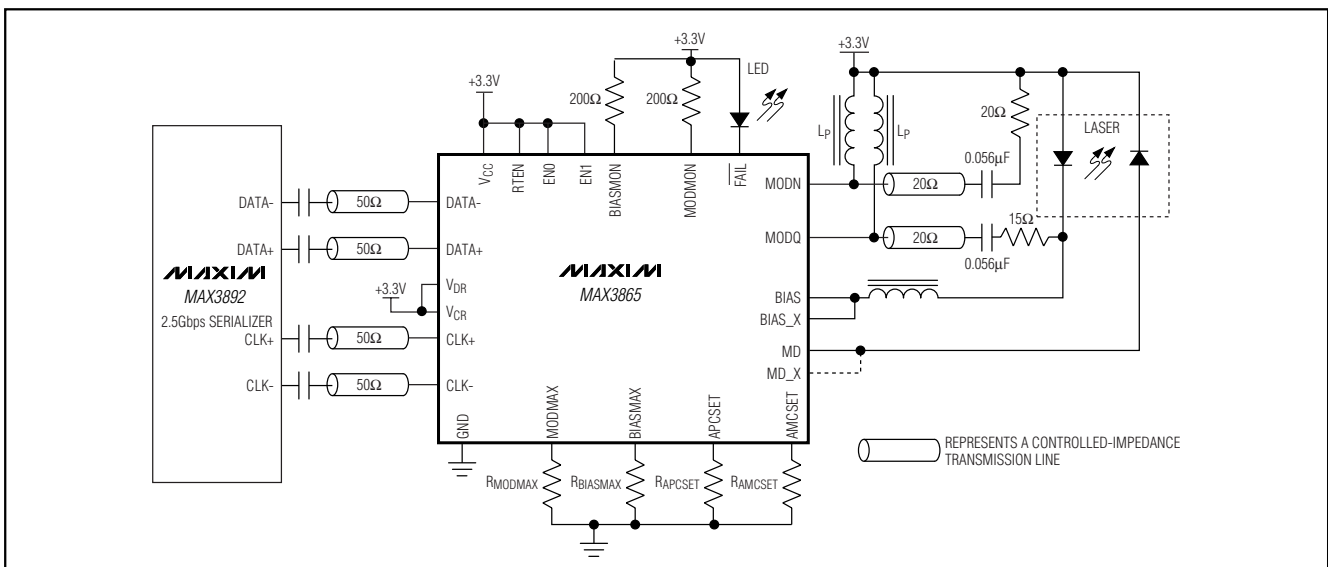 +3.3V
+3.3V
+3.3V
LED
200Ω
200Ω
LP
LP
20Ω
LASER
0.056µF
VCC
RTEN
EN0
EN1
BIASMON
MODMON
FAIL
MODN
20Ω
DATA-
50Ω
DATA-
15Ω
MODQ
20Ω
0.056µF
DATA+
50Ω
DATA+
MAXIM
MAX3892
2.5Gbps SERIALIZER
MAXIM
MAX3865
+3.3V
VDR
VCR
BIAS
BIAS_X
CLK+
50Ω
CLK+
MD
MD_X
CLK-
50Ω
CLK-
GND
MODMAX
BIASMAX
APCSET
AMCSET
REPRESENTS A CONTROLLED-IMPEDANCE
TRANSMISSION LINE
RMODMAX
RBIASMAX
RAPCSET
RAMCSET